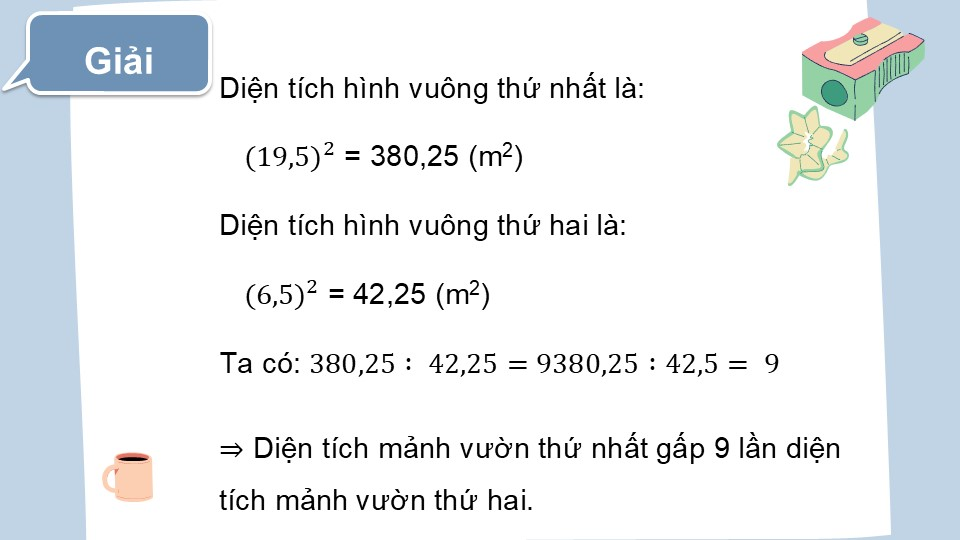 Giải
Diện tích hình vuông thứ nhất là:
(19,5)² = 380,25 (m²)
Diện tích hình vuông thứ hai là:
(6,5)² = 42,25 (m²)
Ta có: 380,25 : 42,25 = 9380,25 : 42,5 = 9
⇒ Diện tích mảnh vườn thứ nhất gấp 9 lần diện
tích mảnh vườn thứ hai.